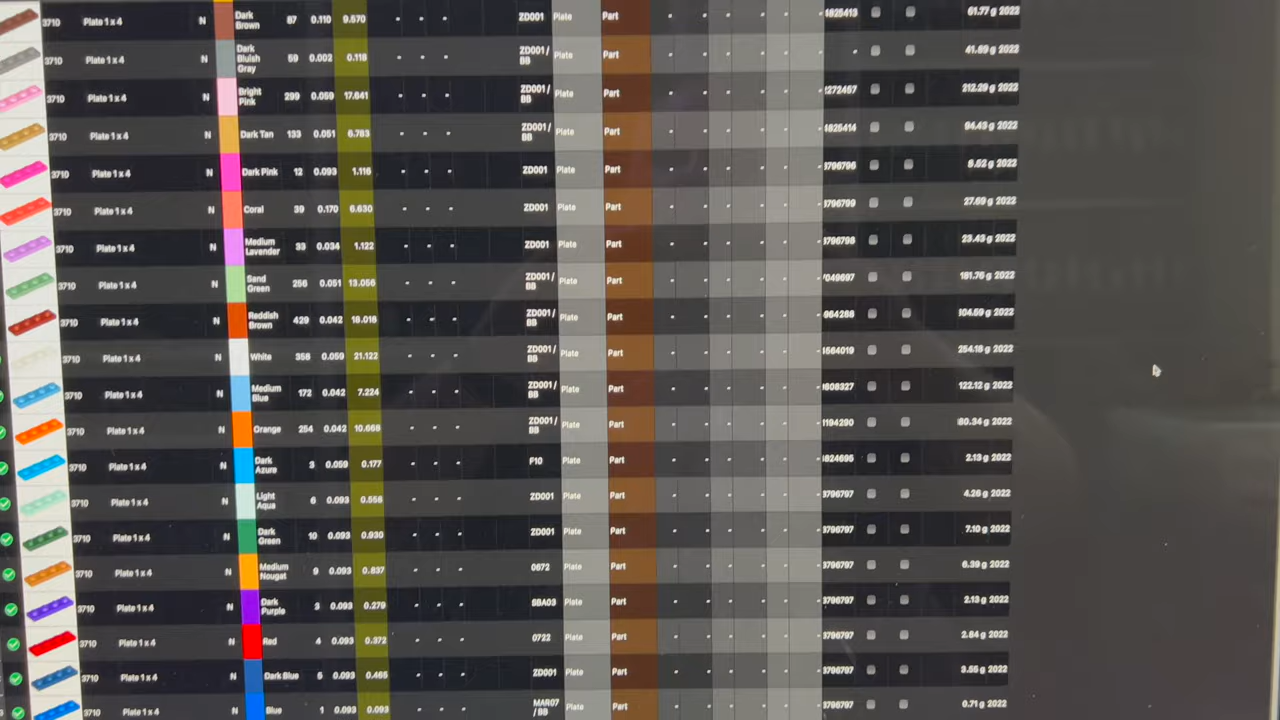 3710 Plate 1 x 4 N Dark Brown 87 0.110 9.570 ZD001 Plate Part 4825413 61.77 g 2022
3710 Plate 1 x 4 N Dark Bluish Gray 59 0.002 0.118 ZD001 / BB Plate Part 41.89 g 2022
3710 Plate 1 x 4 N Bright Pink 299 0.059 17.641 ZD001 / BB Plate Part 212.29 g 2022
3710 Plate 1 x 4 N Dark Tan 133 0.051 6.783 ZD001 / BB Plate Part 4825414 94.43 g 2022
3710 Plate 1 x 4 N Dark Pink 12 0.093 1.116 ZD001 Plate Part 3796796 8.52 g 2022
3710 Plate 1 x 4 N Coral 39 0.170 6.630 ZD001 Plate Part 3796799 27.69 g 2022
3710 Plate 1 x 4 N Medium Lavender 33 0.034 1.122 ZD001 Plate Part 3796798 23.43 g 2022
3710 Plate 1 x 4 N Sand Green 256 0.051 13.056 ZD001 / BB Plate Part 7049697 181.76 g 2022
3710 Plate 1 x 4 N Reddish Brown 429 0.042 18.018 ZD001 / BB Plate Part 964288 104.59 g 2022
3710 Plate 1 x 4 N White 358 0.059 21.122 ZD001 / BB Plate Part 4564019 254.18 g 2022
3710 Plate 1 x 4 N Medium Blue 172 0.042 7.224 ZD001 / BB Plate Part 1808327 122.12 g 2022
3710 Plate 1 x 4 N Orange 254 0.042 10.668 ZD001 / BB Plate Part 1194290 180.34 g 2022
3710 Plate 1 x 4 N Dark Azure 3 0.059 0.177 F10 Plate Part 4824695 2.13 g 2022
3710 Plate 1 x 4 N Light Aqua 6 0.093 0.558 ZD001 Plate Part 3796797 4.26 g 2022
3710 Plate 1 x 4 N Dark Green 10 0.093 0.930 ZD001 Plate Part 3796797 7.10 g 2022
3710 Plate 1 x 4 N Medium Nougat 9 0.093 0.837 0672 Plate Part 3796797 6.39 g 2022
3710 Plate 1 x 4 N Dark Purple 3 0.093 0.279 SBA03 Plate Part 3796797 2.13 g 2022
3710 Plate 1 x 4 N Red 4 0.093 0.372 0722 Plate Part 3796797 2.84 g 2022
3710 Plate 1 x 4 N Dark Blue 5 0.093 0.465 ZD001 Plate Part 3796797 3.55 g 2022
3710 Plate 1 x 4 N Blue 1 0.093 0.093 MAR07 / BB Plate Part 3796797 0.71 g 2022